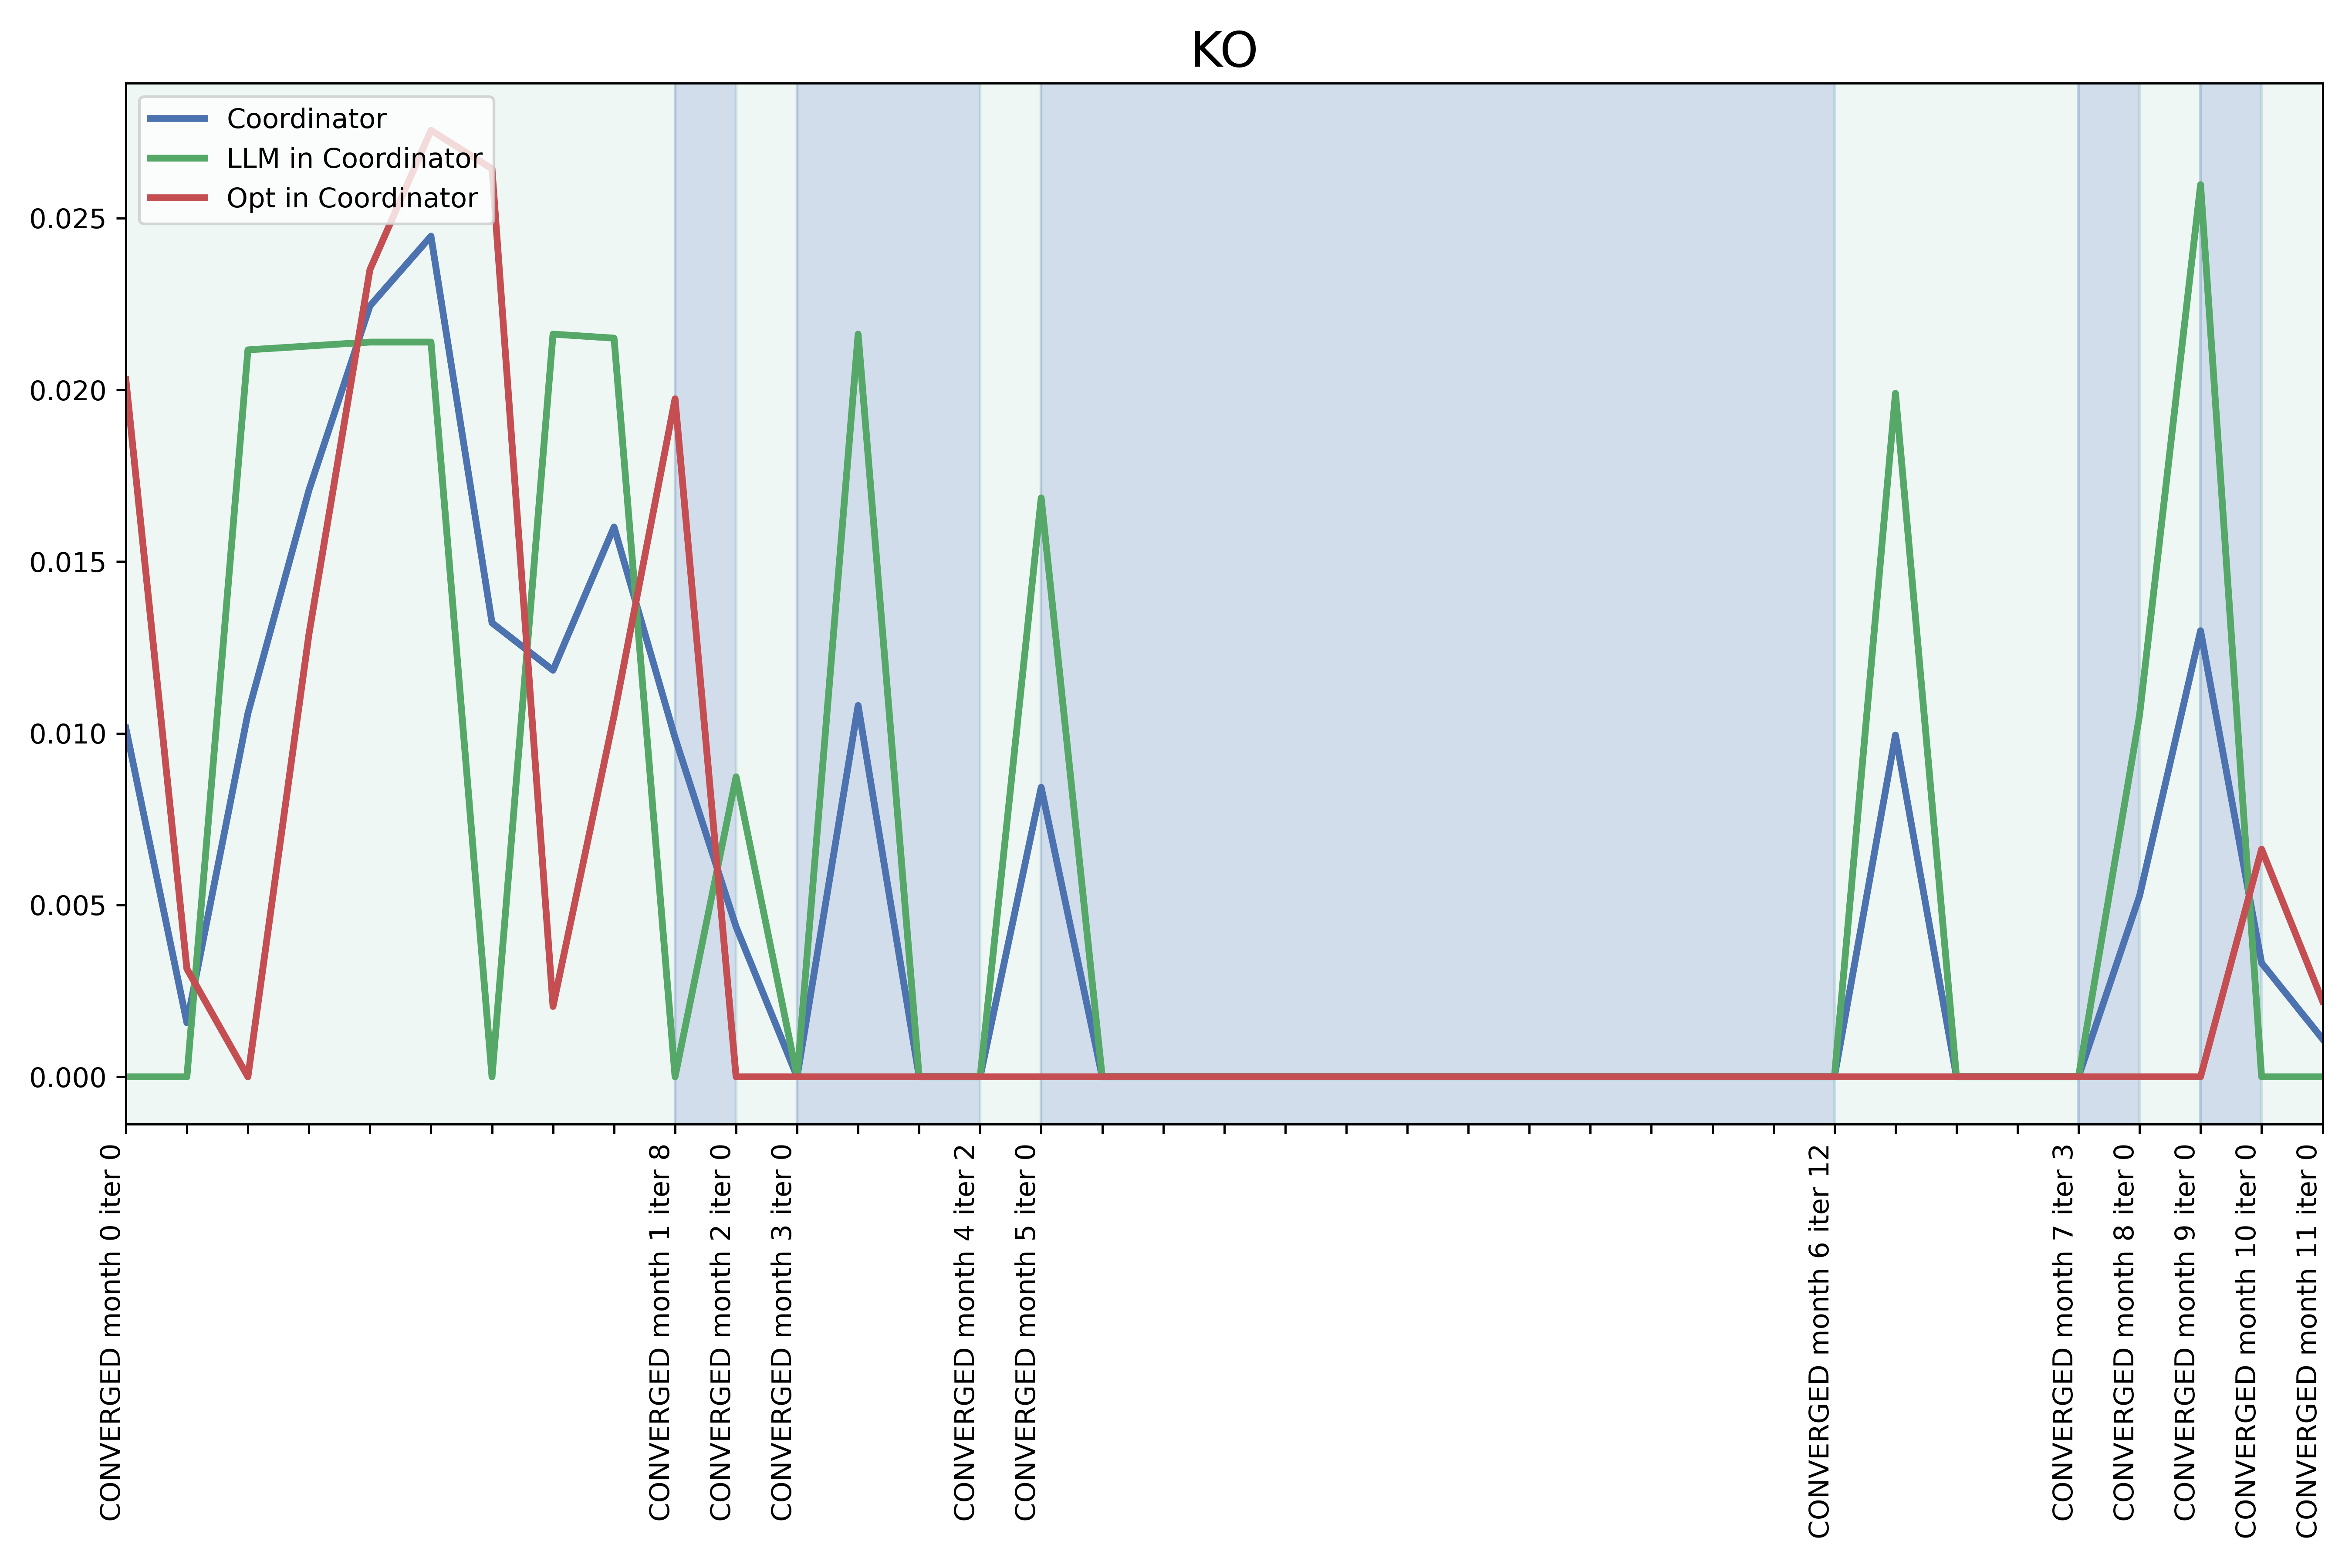 KO
Coordinator
LLM in Coordinator
Opt in Coordinator
0.025
0.020
0.015
0.010
0.005
0.000
CONVERGED month 0 iter 0
CONVERGED month 1 iter 8
CONVERGED month 2 iter 0
CONVERGED month 3 iter 0
CONVERGED month 4 iter 2
CONVERGED month 5 iter 0
CONVERGED month 6 iter 12
CONVERGED month 7 iter 3
CONVERGED month 8 iter 0
CONVERGED month 9 iter 0
CONVERGED month 10 iter 0
CONVERGED month 11 iter 0